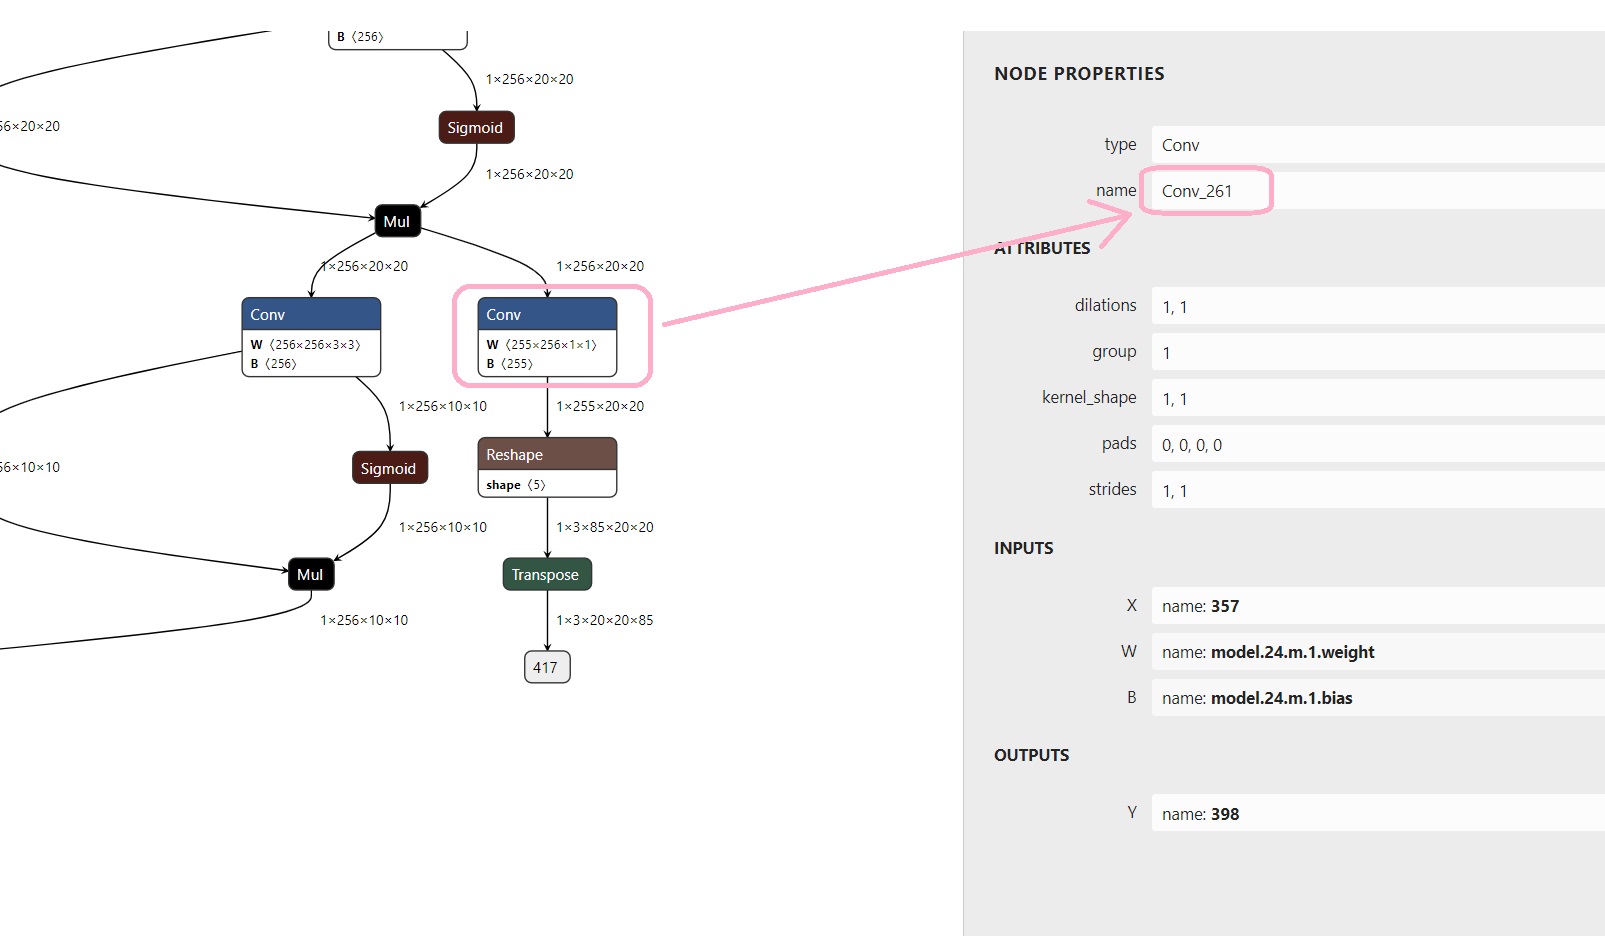 B 〈256〉
1×256×20×20
6×20×20
Sigmoid
1×256×20×20
Mul
1×256×20×20
1×256×20×20
Conv
W 〈256×256×3×3〉
B 〈256〉
Conv
W 〈255×256×1×1〉
B 〈255〉
1×256×10×10
1×255×20×20
6×10×10
Sigmoid
Reshape
shape 〈5〉
1×256×10×10
1×3×85×20×20
Mul
Transpose
1×256×10×10
1×3×20×20×85
417
NODE PROPERTIES
type Conv
name Conv_261
ATTRIBUTES
dilations 1, 1
group 1
kernel_shape 1, 1
pads 0, 0, 0, 0
strides 1, 1
INPUTS
X name: 357
W name: model.24.m.1.weight
B name: model.24.m.1.bias
OUTPUTS
Y name: 398